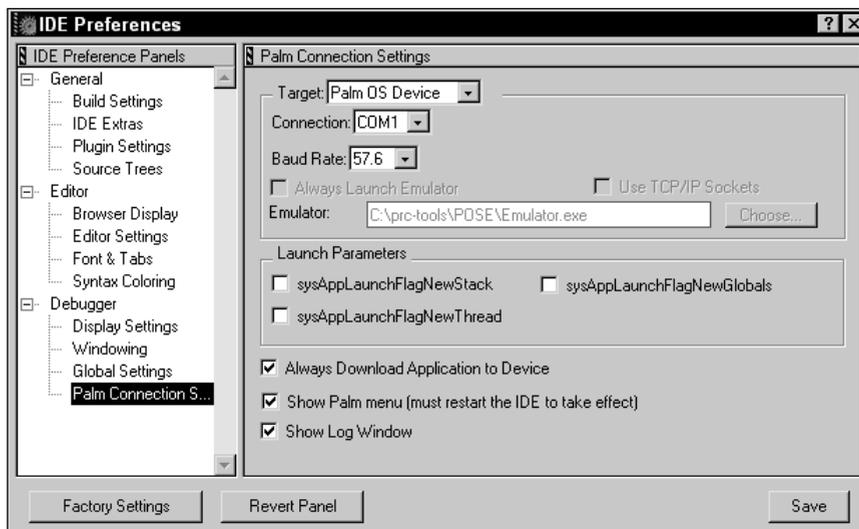 IDE Preferences
IDE Preference Panels
General
Build Settings
IDE Extras
Plugin Settings
Source Trees
Editor
Browser Display
Editor Settings
Font & Tabs
Syntax Coloring
Debugger
Display Settings
Windowing
Global Settings
Palm Connection S...
Palm Connection Settings
Target: Palm OS Device
Connection: COM1
Baud Rate: 57.6
Always Launch Emulator Use TCP/IP Sockets
Emulator: C:\prc-tools\POSE\Emulator.exe Choose...
Launch Parameters
sysAppLaunchFlagNewStack sysAppLaunchFlagNewGlobals
sysAppLaunchFlagNewThread
Always Download Application to Device
Show Palm menu (must restart the IDE to take effect)
Show Log Window
Factory Settings Revert Panel Save